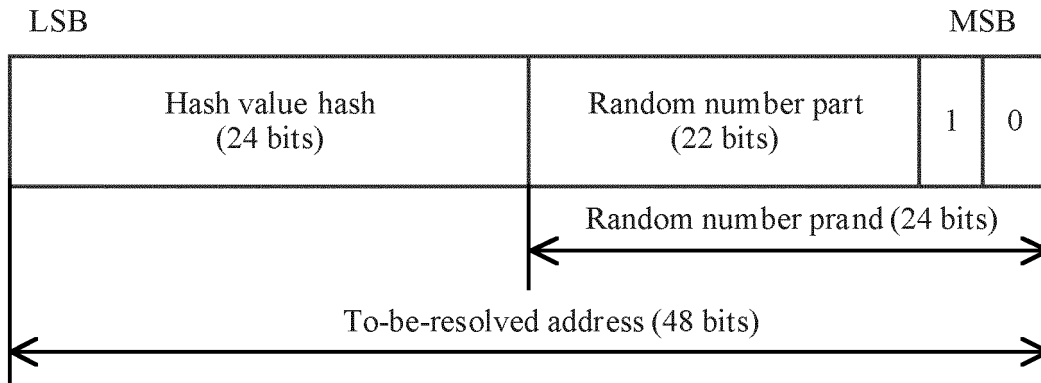 LSB MSB
Hash value hash
(24 bits)
Random number part
(22 bits)
1
0
Random number prand (24 bits)
To-be-resolved address (48 bits)